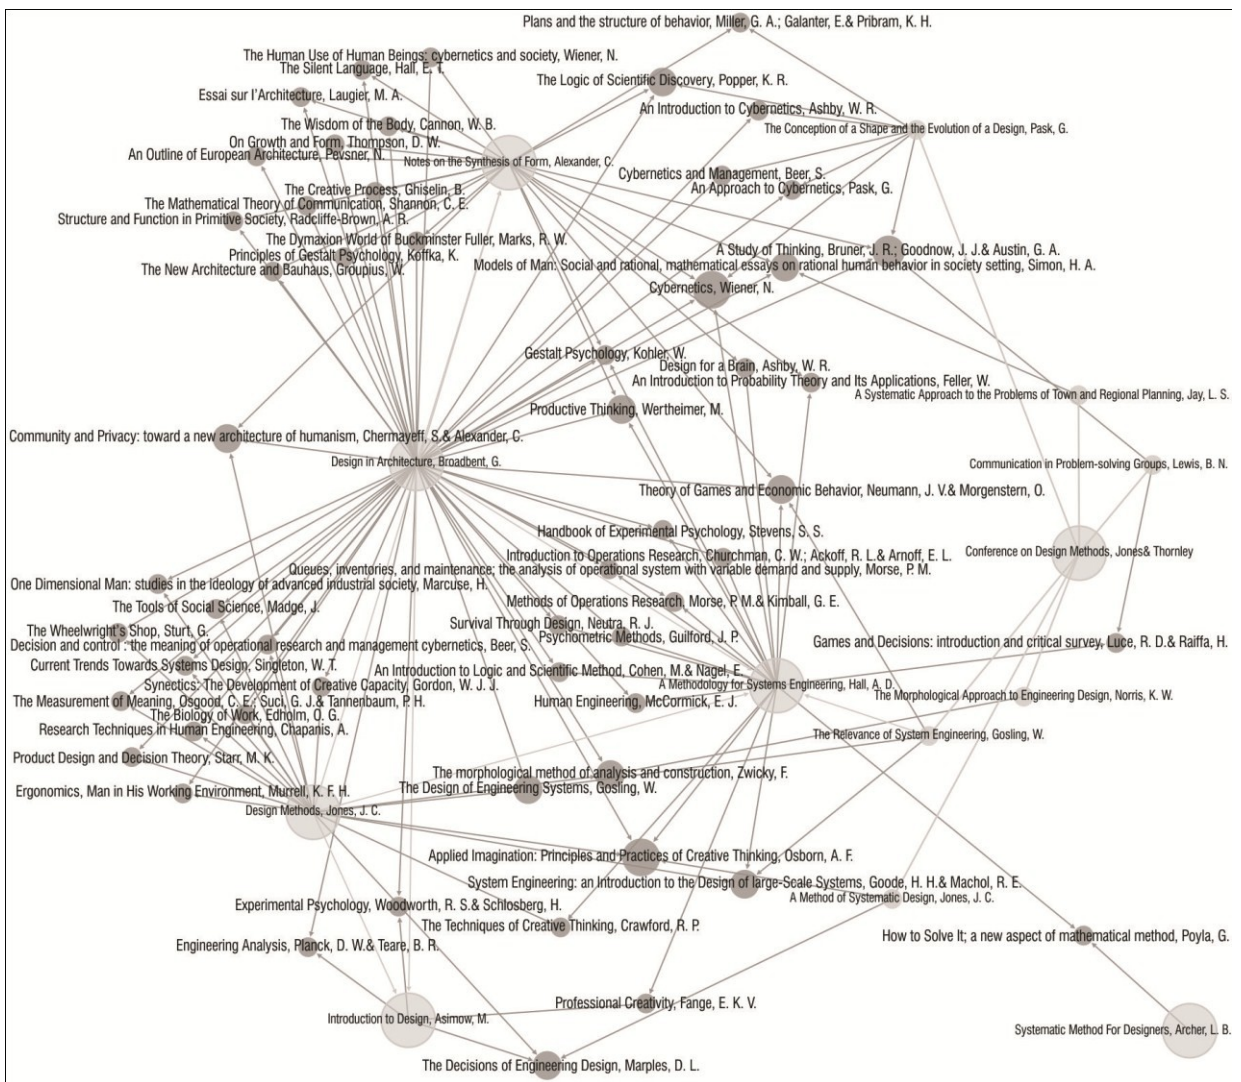 Plans and the structure of behavior, Miller, G. A.; Galanter, E.& Pribram, K. H.
The Human Use of Human Beings: cybernetics and society, Wiener, N.
The Silent Language, Hall, E. T.
The Logic of Scientific Discovery, Popper, K. R.
Essai sur l'Architecture, Laugier, M. A.
An Introduction to Cybernetics, Ashby, W. R.
The Wisdom of the Body, Cannon, W. B.
The Conception of a Shape and the Evolution of a Design, Pask, G.
On Growth and Form, Thompson, D. W.
An Outline of European Architecture, Pevsner, N.
Notes on the Synthesis of Form, Alexander, C.
Cybernetics and Management, Beer, S.
An Approach to Cybernetics, Pask, G.
The Creative Process, Ghiselin, B.
The Mathematical Theory of Communication, Shannon, C. E.
Structure and Function in Primitive Society, Radcliffe-Brown, A. R.
The Dymaxion World of Buckminster Fuller, Marks, R. W.
A Study of Thinking, Bruner, J. R.; Goodnow, J. J.& Austin, G. A.
Principles of Gestalt Psychology, Koffka, K.
Models of Man: Social and rational, mathematical essays on rational human behavior in society setting, Simon, H. A.
The New Architecture and Bauhaus, Groupius, W.
Cybernetics, Wiener, N.
Gestalt Psychology, Kohler, W.
Design for a Brain, Ashby, W. R.
An Introduction to Probability Theory and Its Applications, Feller, W.
A Systematic Approach to the Problems of Town and Regional Planning, Jay, L. S.
Productive Thinking, Wertheimer, M.
Community and Privacy: toward a new architecture of humanism, Chermayeff, S.& Alexander, C.
Design in Architecture, Broadbent, G.
Communication in Problem-solving Groups, Lewis, B. N.
Theory of Games and Economic Behavior, Neumann, J. V.& Morgenstern, O.
Handbook of Experimental Psychology, Stevens, S. S.
Introduction to Operations Research, Churchman, C. W.; Ackoff, R. L.& Arnoff, E. L.
Conference on Design Methods, Jones& Thornley
Queues, inventories, and maintenance; the analysis of operational system with variable demand and supply, Morse, P. M.
One Dimensional Man: studies in the ideology of advanced industrial society, Marcuse, H.
Methods of Operations Research, Morse, P. M.& Kimball, G. E.
The Tools of Social Science, Madge, J.
Survival Through Design, Neutra, R. J.
The Wheelwright's Shop, Sturt, G.
Psychometric Methods, Guilford, J. P.
Games and Decisions: introduction and critical survey, Luce, R. D.& Raiffa, H.
Decision and control : the meaning of operational research and management cybernetics, Beer, S.
Current Trends Towards Systems Design, Singleton, W. T.
An Introduction to Logic and Scientific Method, Cohen, M.& Nagel, E.
Synectics: The Development of Creative Capacity, Gordon, W. J. J.
A Methodology for Systems Engineering, Hall, A. D.
The Morphological Approach to Engineering Design, Norris, K. W.
The Measurement of Meaning, Osgood, C. E.; Suci, G. J.& Tannenbaum, P. H.
Human Engineering, McCormick, E. J.
The Biology of Work, Edholm, O. G.
Research Techniques in Human Engineering, Chapanis, A.
The Relevance of System Engineering, Gosling, W.
Product Design and Decision Theory, Starr, M. K.
The morphological method of analysis and construction, Zwicky, F.
The Design of Engineering Systems, Gosling, W.
Ergonomics, Man in His Working Environment, Murrell, K. F. H.
Design Methods, Jones, J. C.
Applied Imagination: Principles and Practices of Creative Thinking, Osborn, A. F.
System Engineering: an Introduction to the Design of large-Scale Systems, Goode, H. H.& Machol, R. E.
A Method of Systematic Design, Jones, J. C.
Experimental Psychology, Woodworth, R. S.& Schlosberg, H.
The Techniques of Creative Thinking, Crawford, R. P.
How to Solve It; a new aspect of mathematical method, Poyla, G.
Engineering Analysis, Planck, D. W.& Teare, B. R.
Professional Creativity, Fange, E. K. V.
Introduction to Design, Asimow, M.
Systematic Method For Designers, Archer, L. B.
The Decisions of Engineering Design, Marples, D. L.